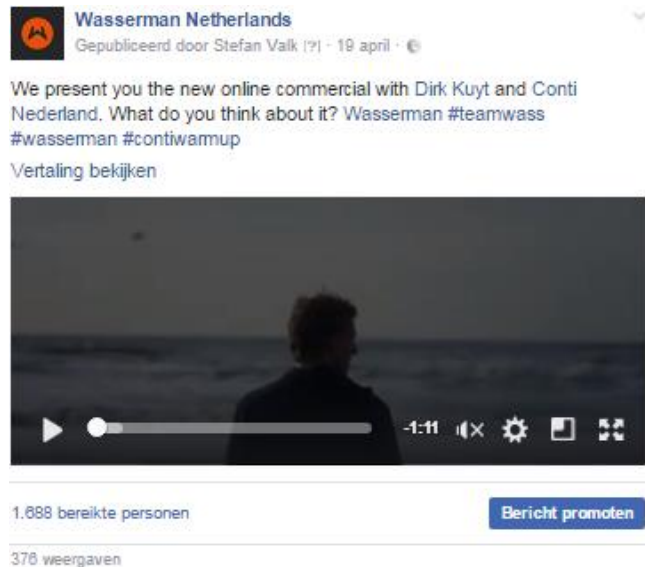 Wasserman Netherlands
Gepubliceerd door Stefan Valk [?] · 19 april ·
We present you the new online commercial with Dirk Kuyt and Conti
Nederland. What do you think about it? Wasserman #teamwass
#wasserman #contiwarmup
Vertaling bekijken
-1:11
1.688 bereikte personen
Bericht promoten
376 weergaven